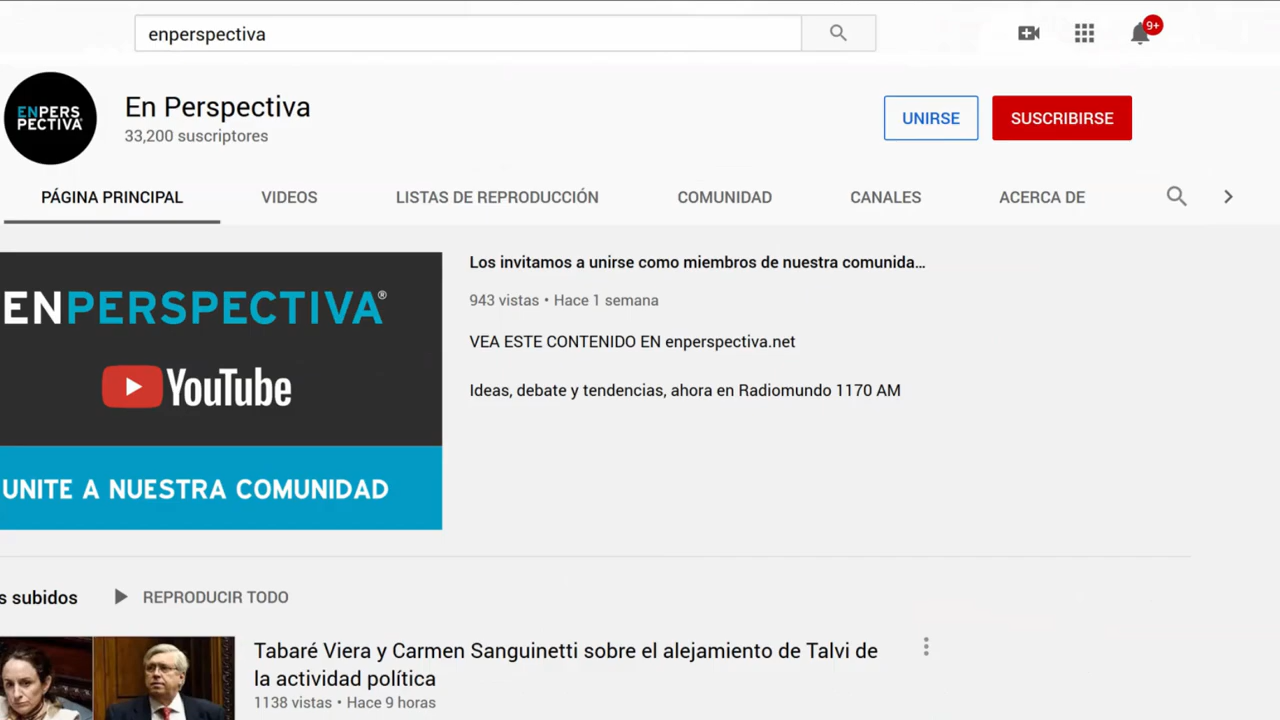 enperspectiva
9+
ENPERS
PECTIVA
En Perspectiva
33,200 suscriptores
UNIRSE
SUSCRIBIRSE
PÁGINA PRINCIPAL
VIDEOS
LISTAS DE REPRODUCCIÓN
COMUNIDAD
CANALES
ACERCA DE
ENPERSPECTIVA®
YouTube
UNITE A NUESTRA COMUNIDAD
Los invitamos a unirse como miembros de nuestra comunida...
943 vistas • Hace 1 semana
VEA ESTE CONTENIDO EN enperspectiva.net
Ideas, debate y tendencias, ahora en Radiomundo 1170 AM
s subidos
REPRODUCIR TODO
Tabaré Viera y Carmen Sanguinetti sobre el alejamiento de Talvi de
la actividad política
1138 vistas • Hace 9 horas